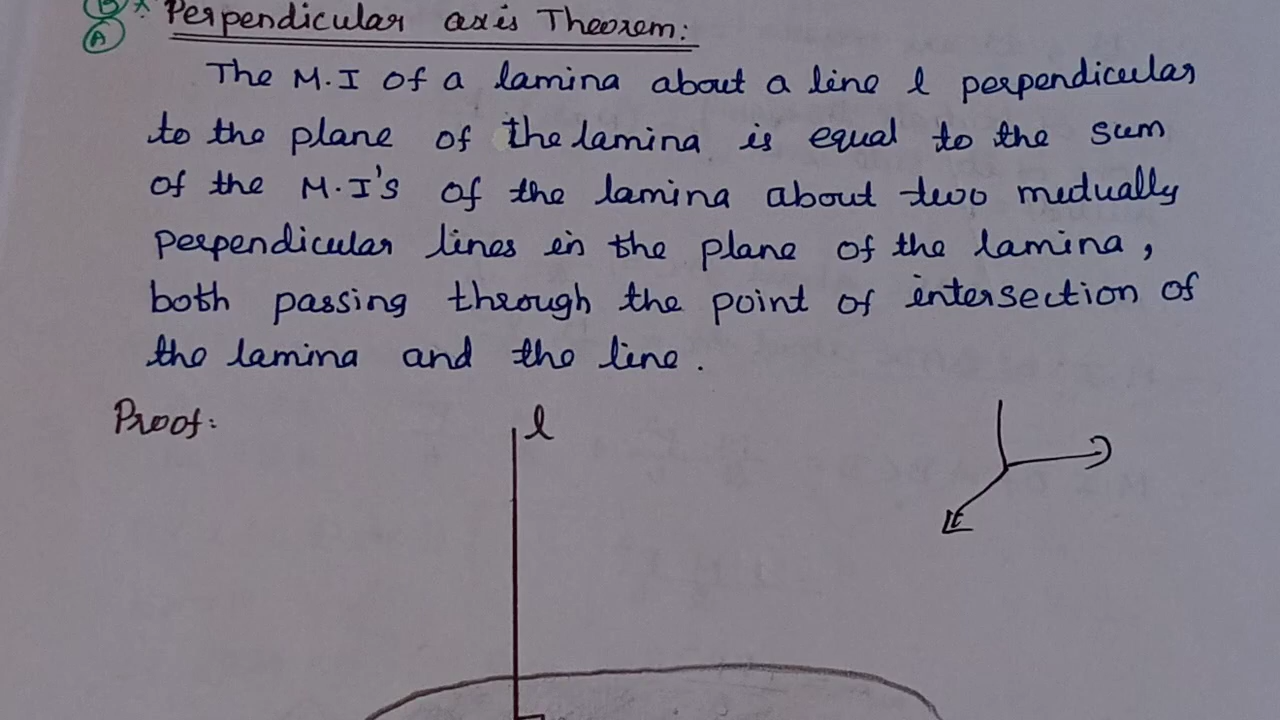 B * Perpendicular axis Theorem:
A
The M.I of a lamina about a line l perpendicular
to the plane of the lamina is equal to the sum
of the M.I's of the lamina about two medually
perpendicular lines in the plane of the lamina,
both passing through the point of intersection of
the lamina and the line.
Proof:
l